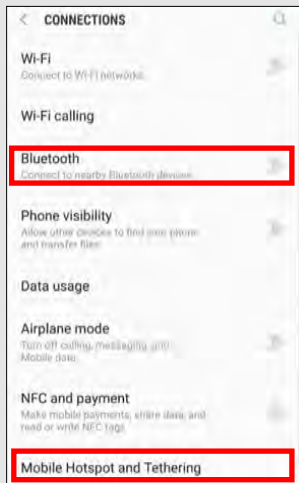 CONNECTIONS
Wi-Fi
Connect to Wi-Fi networks.
Wi-Fi calling
Bluetooth
Connect to nearby Bluetooth devices.
Phone visibility
Allow other devices to find your phone
and transfer files.
Data usage
Airplane mode
Turn off calling, messaging, and
Mobile data.
NFC and payment
Make mobile payments, share data, and
read or write NFC tags.
Mobile Hotspot and Tethering